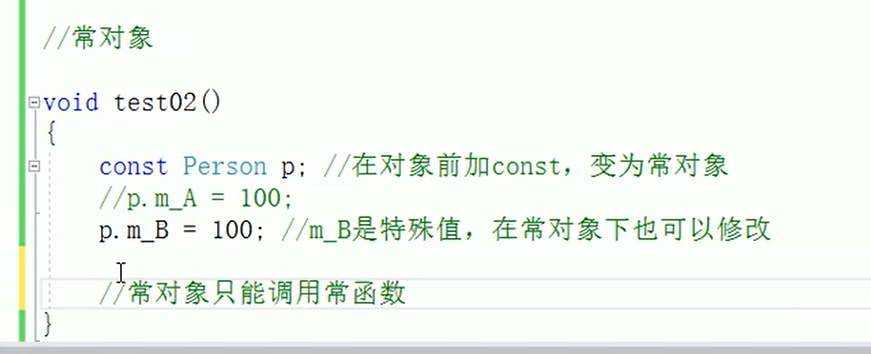 //常对象
void test02()
{
const Person p; //在对象前加const，变为常对象
//p.m_A = 100;
p.m_B = 100; //m_B是特殊值，在常对象下也可以修改
//常对象只能调用常函数
}